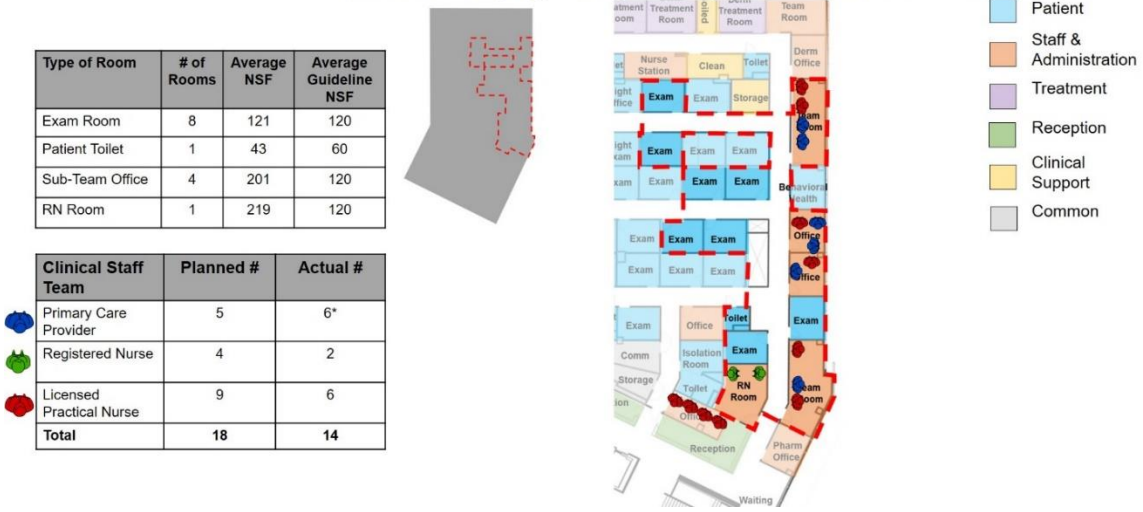 Type of Room | # of Rooms | Average NSF | Average Guideline NSF
Exam Room | 8 | 121 | 120
Patient Toilet | 1 | 43 | 60
Sub-Team Office | 4 | 201 | 120
RN Room | 1 | 219 | 120
Clinical Staff Team | Planned # | Actual #
Primary Care Provider | 5 | 6*
Registered Nurse | 4 | 2
Licensed Practical Nurse | 9 | 6
Total | 18 | 14
Treatment
Room
Treatment
Room
Team
Room
Nurse
Station
Clean
Toilet
Derm
Office
Exam
Exam
Storage
Exam
Exam
Exam
Exam
Exam
Exam
Behavioral
Health
Exam
Exam
Exam
Office
Exam
Exam
Exam
Exam
Office
Toilet
Exam
Exam
Comm
Isolation
Room
Exam
Storage
Toilet
RN
Room
Reception
Pharm
Office
Waiting
Patient
Staff &
Administration
Treatment
Reception
Clinical
Support
Common